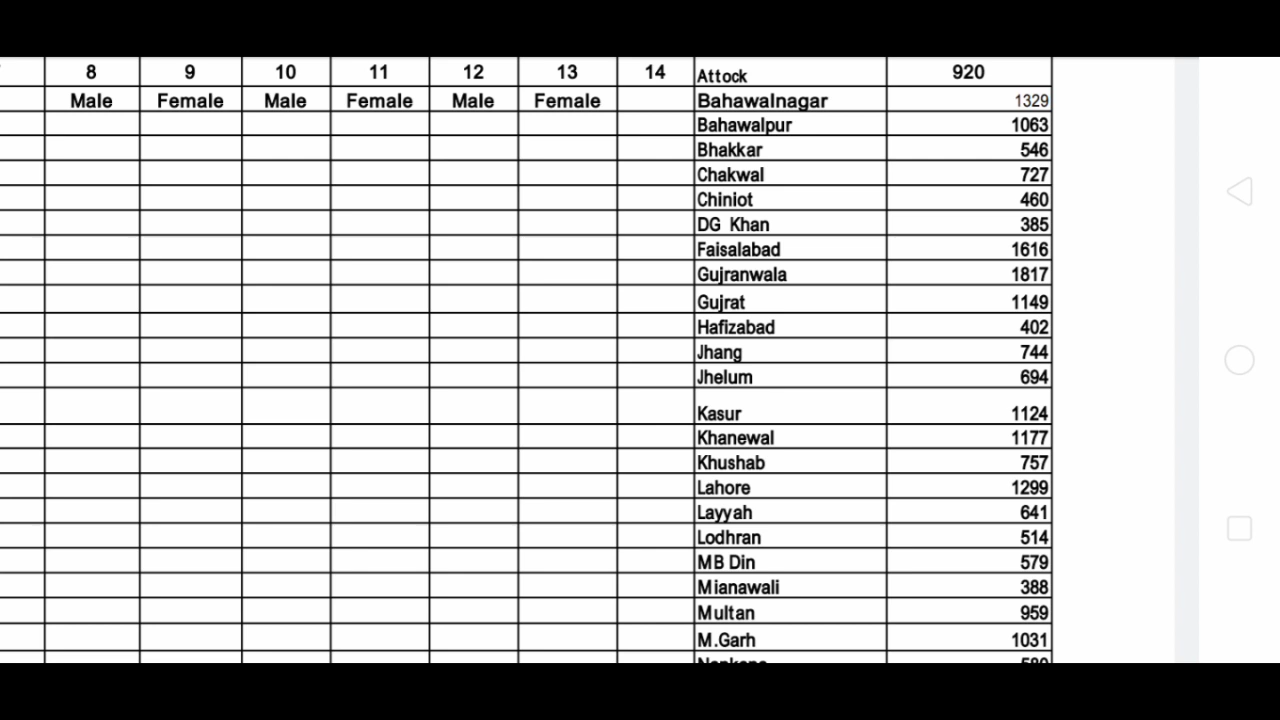 8 9 10 11 12 13 14 Attock 920
Male Female Male Female Male Female Bahawalnagar 1329
Bahawalpur 1063
Bhakkar 546
Chakwal 727
Chiniot 460
DG Khan 385
Faisalabad 1616
Gujranwala 1817
Gujrat 1149
Hafizabad 402
Jhang 744
Jhelum 694
Kasur 1124
Khanewal 1177
Khushab 757
Lahore 1299
Layyah 641
Lodhran 514
MB Din 579
Mianawali 388
Multan 959
M.Garh 1031